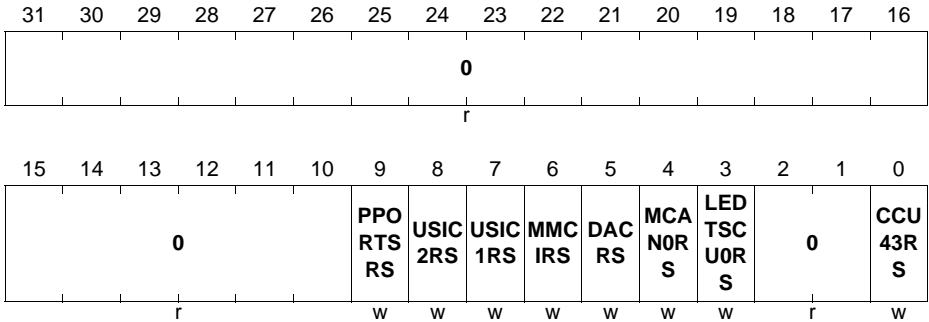 31 30 29 28 27 26 25 24 23 22 21 20 19 18 17 16
0
r
15 14 13 12 11 10 9 8 7 6 5 4 3 2 1 0
0 PPO RTS RS USIC 2RS USIC 1RS MMC IRS DAC RS MCA N0R S LED TSC U0R S 0 CCU 43R S
r w w w w w w w r w